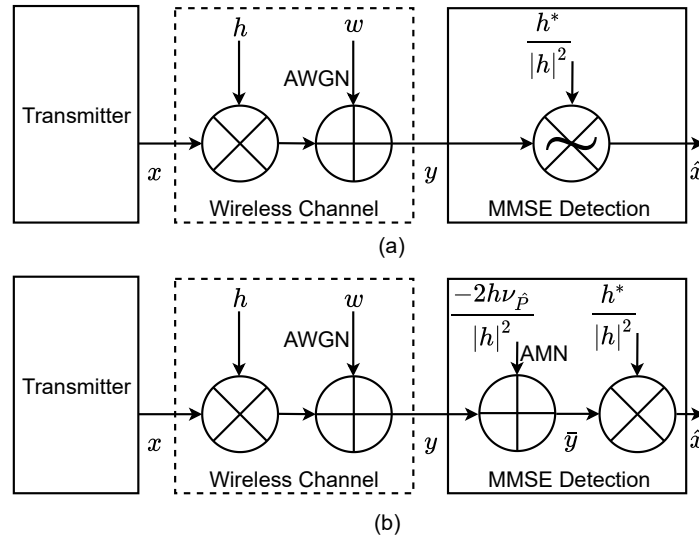 h
w
h*
|h|²
AWGN
Transmitter
x
y
x̂
Wireless Channel
MMSE Detection
(a)
h
w
-2hν_P̂
|h|²
h*
|h|²
AWGN
AMN
Transmitter
x
y
ȳ
x̂
Wireless Channel
MMSE Detection
(b)